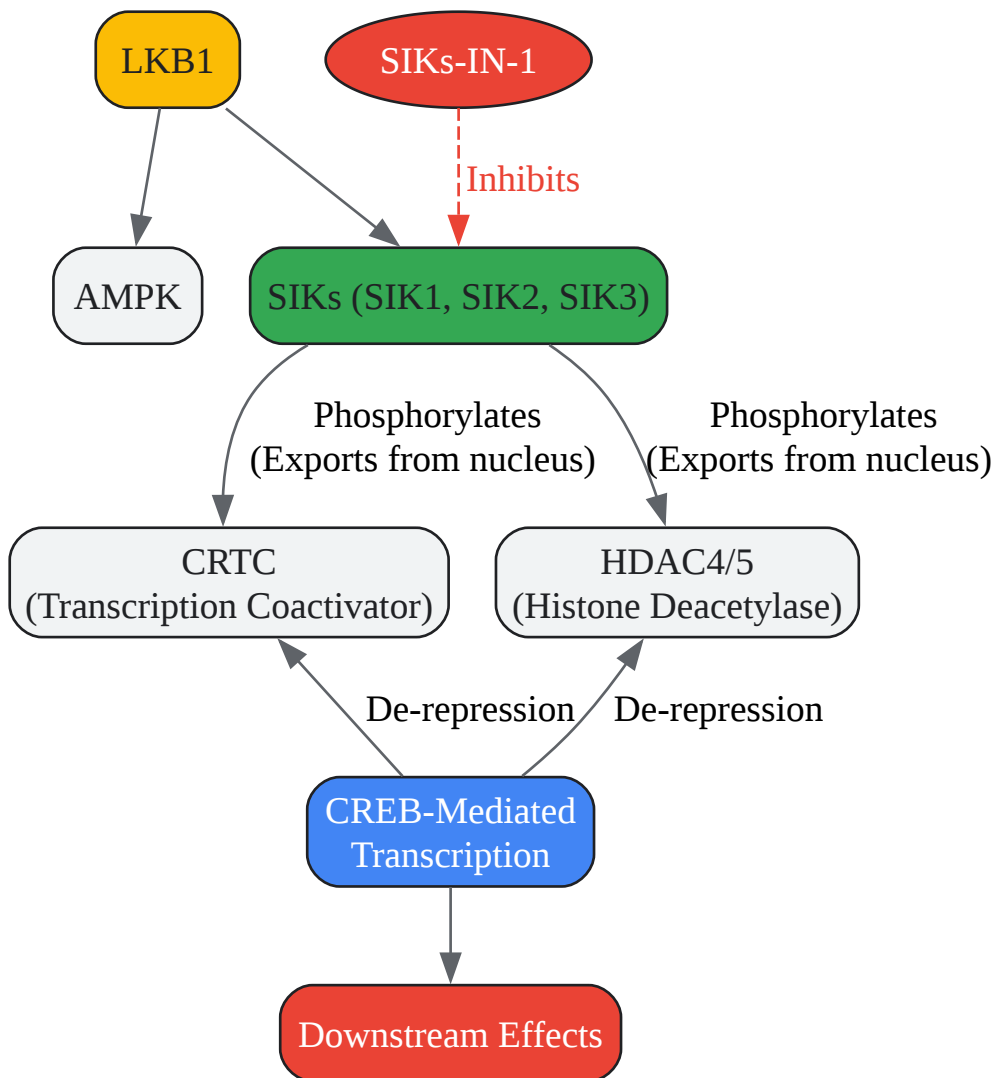 LKB1
SIKs-IN-1
Inhibits
AMPK
SIKs (SIK1, SIK2, SIK3)
Phosphorylates
(Exports from nucleus)
Phosphorylates
(Exports from nucleus)
CRTC
(Transcription Coactivator)
HDAC4/5
(Histone Deacetylase)
De-repression
De-repression
CREB-Mediated
Transcription
Downstream Effects